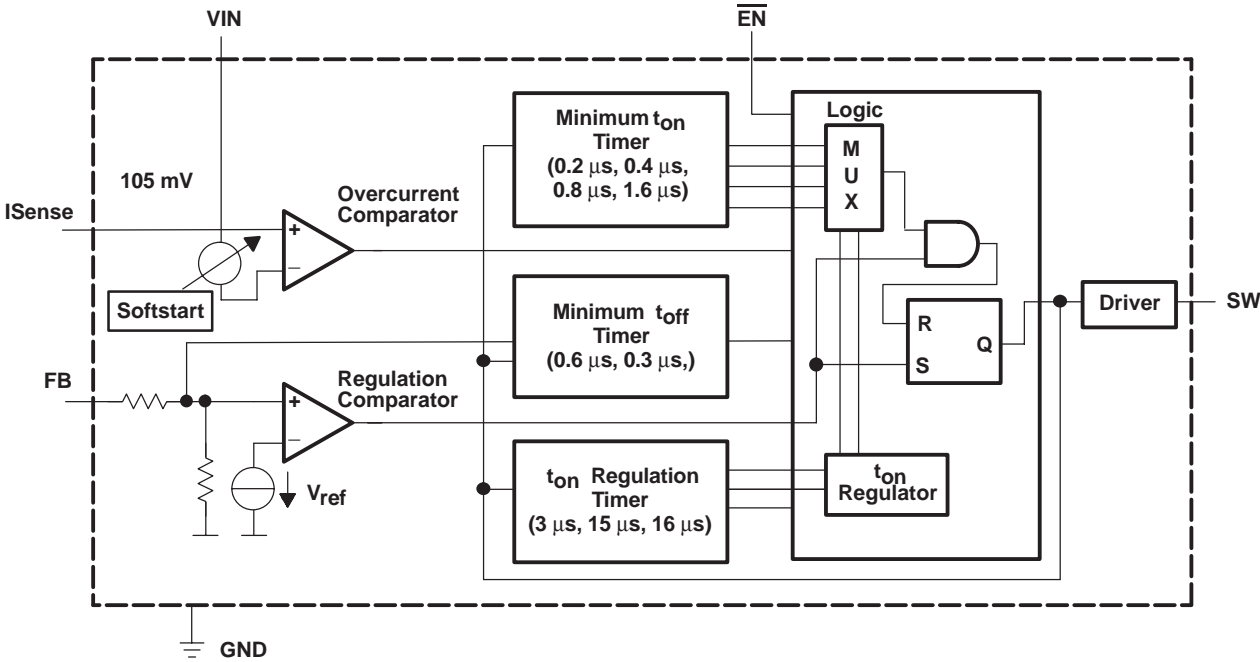 VIN
EN
Logic
Minimum ton
Timer
(0.2 μs, 0.4 μs,
0.8 μs, 1.6 μs)
M
U
X
105 mV
ISense
Overcurrent
Comparator
+
–
Softstart
Minimum toff
Timer
(0.6 μs, 0.3 μs,)
R
S
Q
Driver
SW
FB
Regulation
Comparator
+
–
Vref
ton Regulation
Timer
(3 μs, 15 μs, 16 μs)
ton
Regulator
GND